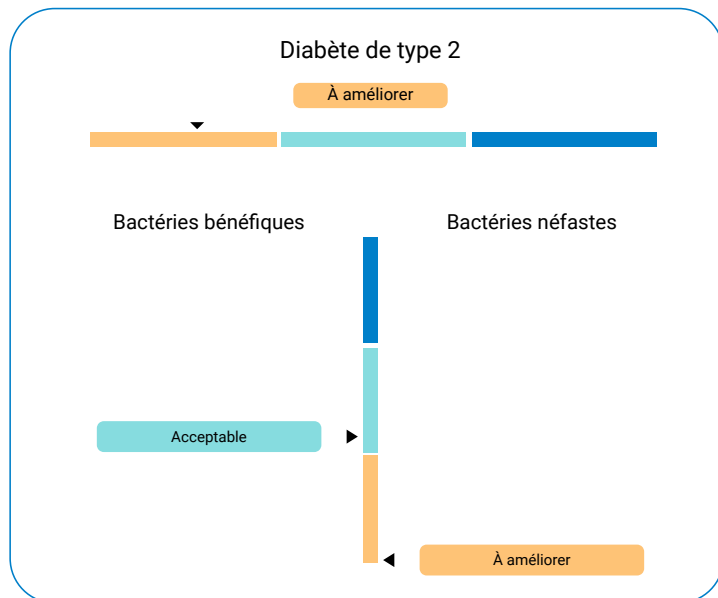 Diabète de type 2
À améliorer
Bactéries bénéfiques
Bactéries néfastes
Acceptable
À améliorer